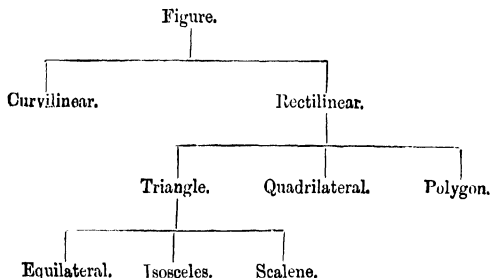 Figure.
Curvilinear. Rectilinear.
Triangle. Quadrilateral. Polygon.
Equilateral. Isosceles. Scalene.